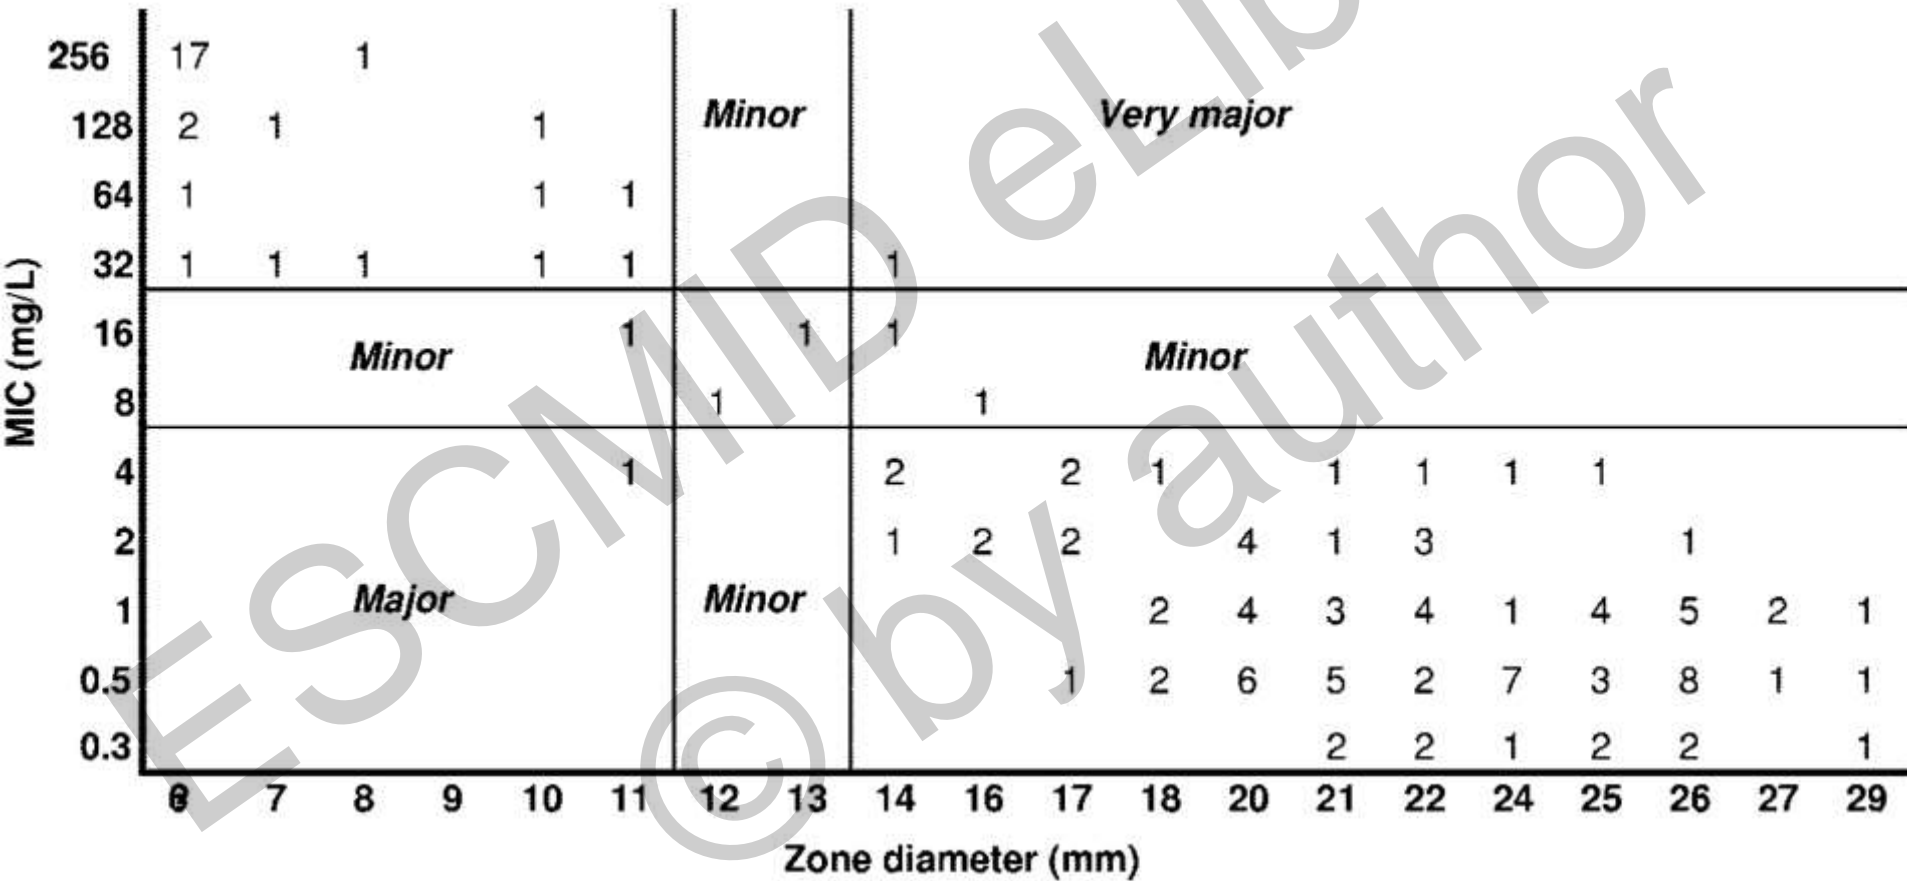 256 17 1
Minor Very major
128 2 1 1
64 1 1 1
32 1 1 1 1 1 1
16 1 1 1
Minor Minor
8 1 1
4 1 2 2 1 1 1 1 1
2 1 2 2 4 1 3 1
Major Minor
1 2 4 3 4 1 4 5 2 1
0.5 1 2 6 5 2 7 3 8 1 1
0.3 2 2 1 2 2 1
7 8 9 10 11 12 13 14 16 17 18 20 21 22 24 25 26 27 29
Zone diameter (mm)
MIC (mg/L)
ESCMID eLib
© by author